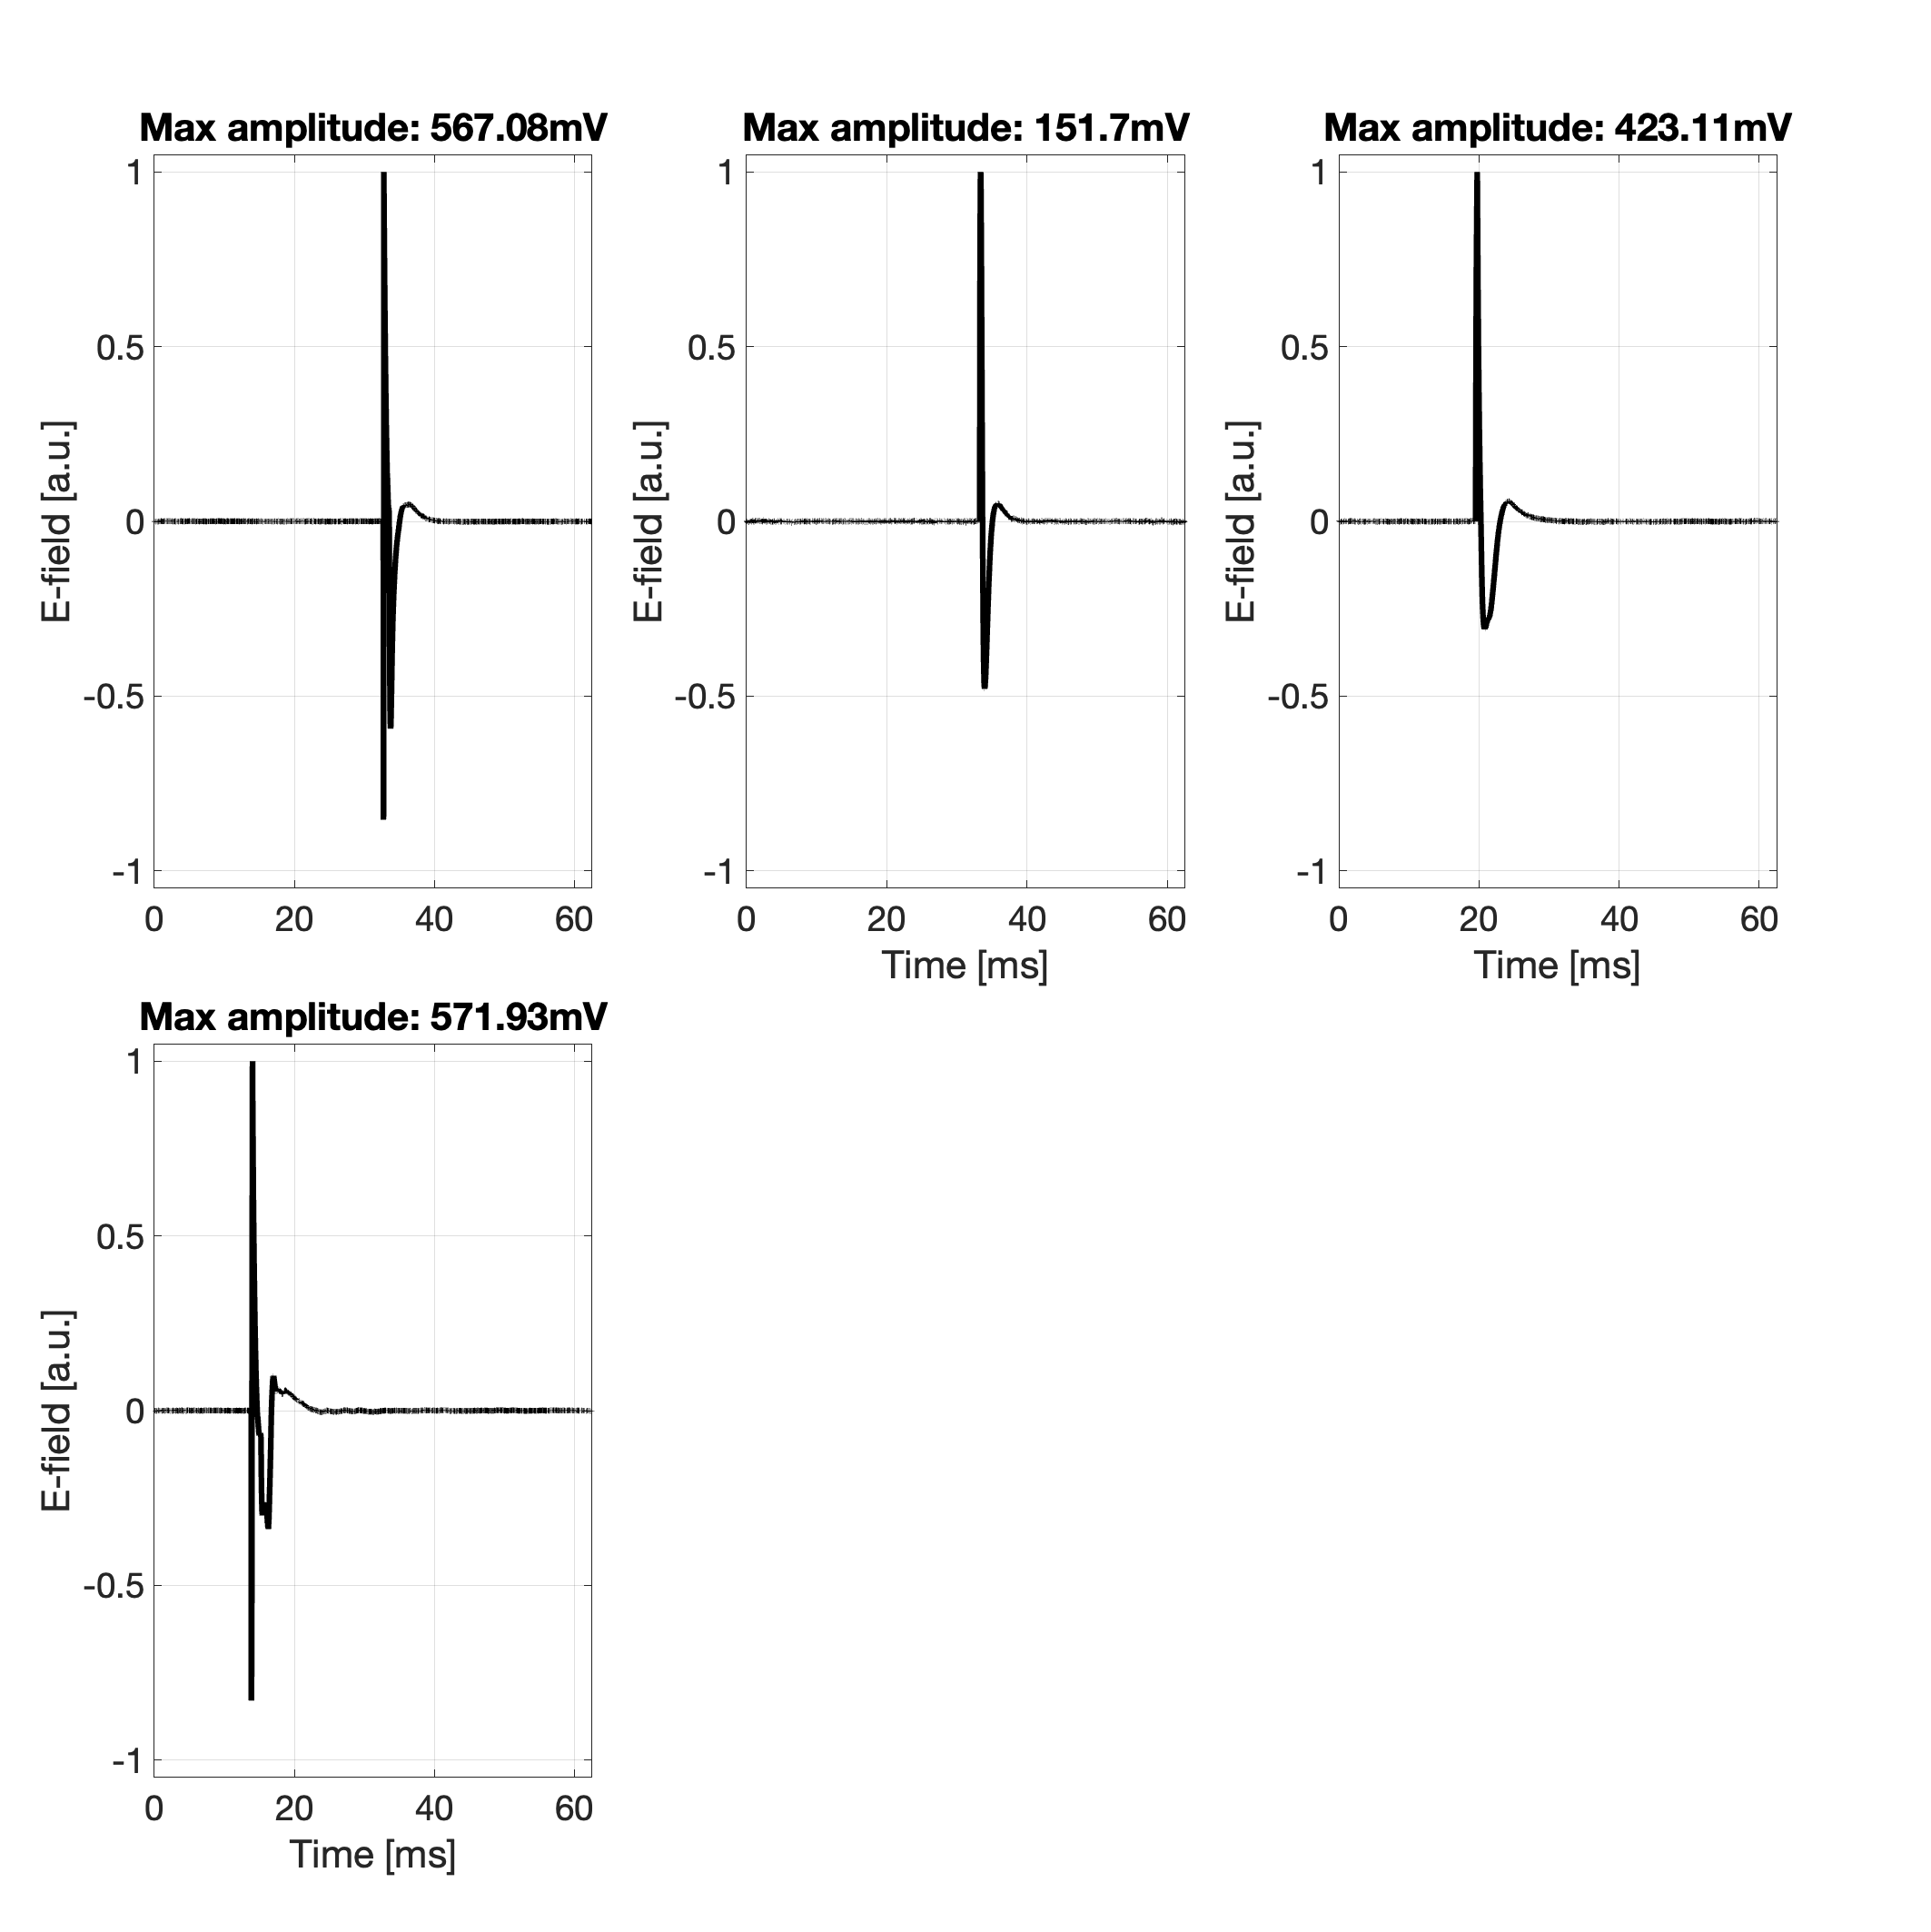 Max amplitude: 567.08mV
1
0.5
0
-0.5
-1
E-field [a.u.]
0 20 40 60
Max amplitude: 151.7mV
1
0.5
0
-0.5
-1
E-field [a.u.]
0 20 40 60
Time [ms]
Max amplitude: 423.11mV
1
0.5
0
-0.5
-1
E-field [a.u.]
0 20 40 60
Time [ms]
Max amplitude: 571.93mV
1
0.5
0
-0.5
-1
E-field [a.u.]
0 20 40 60
Time [ms]